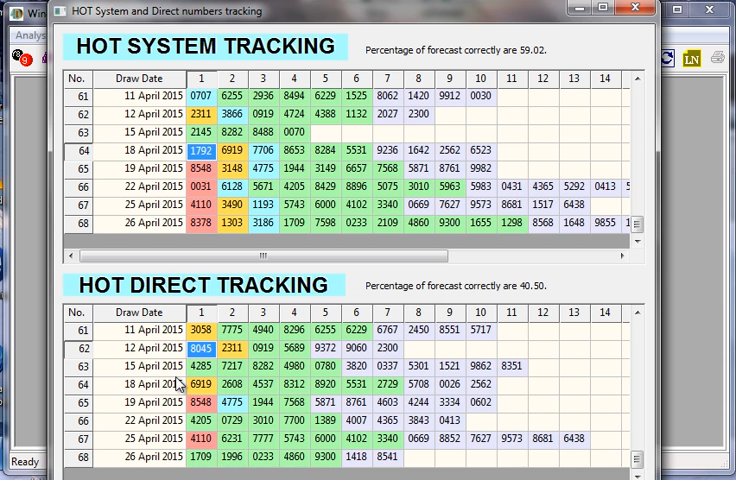 Win
HOT System and Direct numbers tracking
Analys
9
LN
HOT SYSTEM TRACKING
Percentage of forecast correctly are 59.02.
No. Draw Date 1 2 3 4 5 6 7 8 9 10 11 12 13 14
61 11 April 2015 0707 6255 2936 8494 6229 1525 8062 1420 9912 0030
62 12 April 2015 2311 3866 0919 4724 4388 1132 2027 2300
63 15 April 2015 2145 8282 8488 0070
64 18 April 2015 1792 6919 7706 8653 8284 5531 9236 1642 2562 6523
65 19 April 2015 8548 3148 4775 1944 3149 6657 7568 5871 8761 9982
66 22 April 2015 0031 6128 5671 4205 8429 8896 5075 3010 5963 5983 0431 4365 5292 0413 5
67 25 April 2015 4110 3490 1193 5743 6000 4102 3340 0669 7627 9573 8681 1517 6438
68 26 April 2015 8378 1303 3186 1709 7598 0233 2109 4860 9300 1655 1298 8568 1648 9855 1
HOT DIRECT TRACKING
Percentage of forecast correctly are 40.50.
No. Draw Date 1 2 3 4 5 6 7 8 9 10 11 12 13 14
61 11 April 2015 3058 7775 4940 8296 6255 6229 6767 2450 8551 5717
62 12 April 2015 8045 2311 0919 5689 9372 9060 2300
63 15 April 2015 4285 7217 8282 4980 0780 3820 0337 5301 1521 9862 8351
64 18 April 2015 6919 2608 4537 8312 8920 5531 2729 5708 0026 2562
65 19 April 2015 8548 4775 1944 7568 5871 8761 4603 4244 3334 0602
66 22 April 2015 4205 0729 3010 7700 1389 4007 4365 3843 0413
67 25 April 2015 4110 6231 7777 5743 6000 4102 3340 0669 8852 7627 9573 8681 6438
68 26 April 2015 1709 1996 0233 4860 9300 1418 8541
Ready